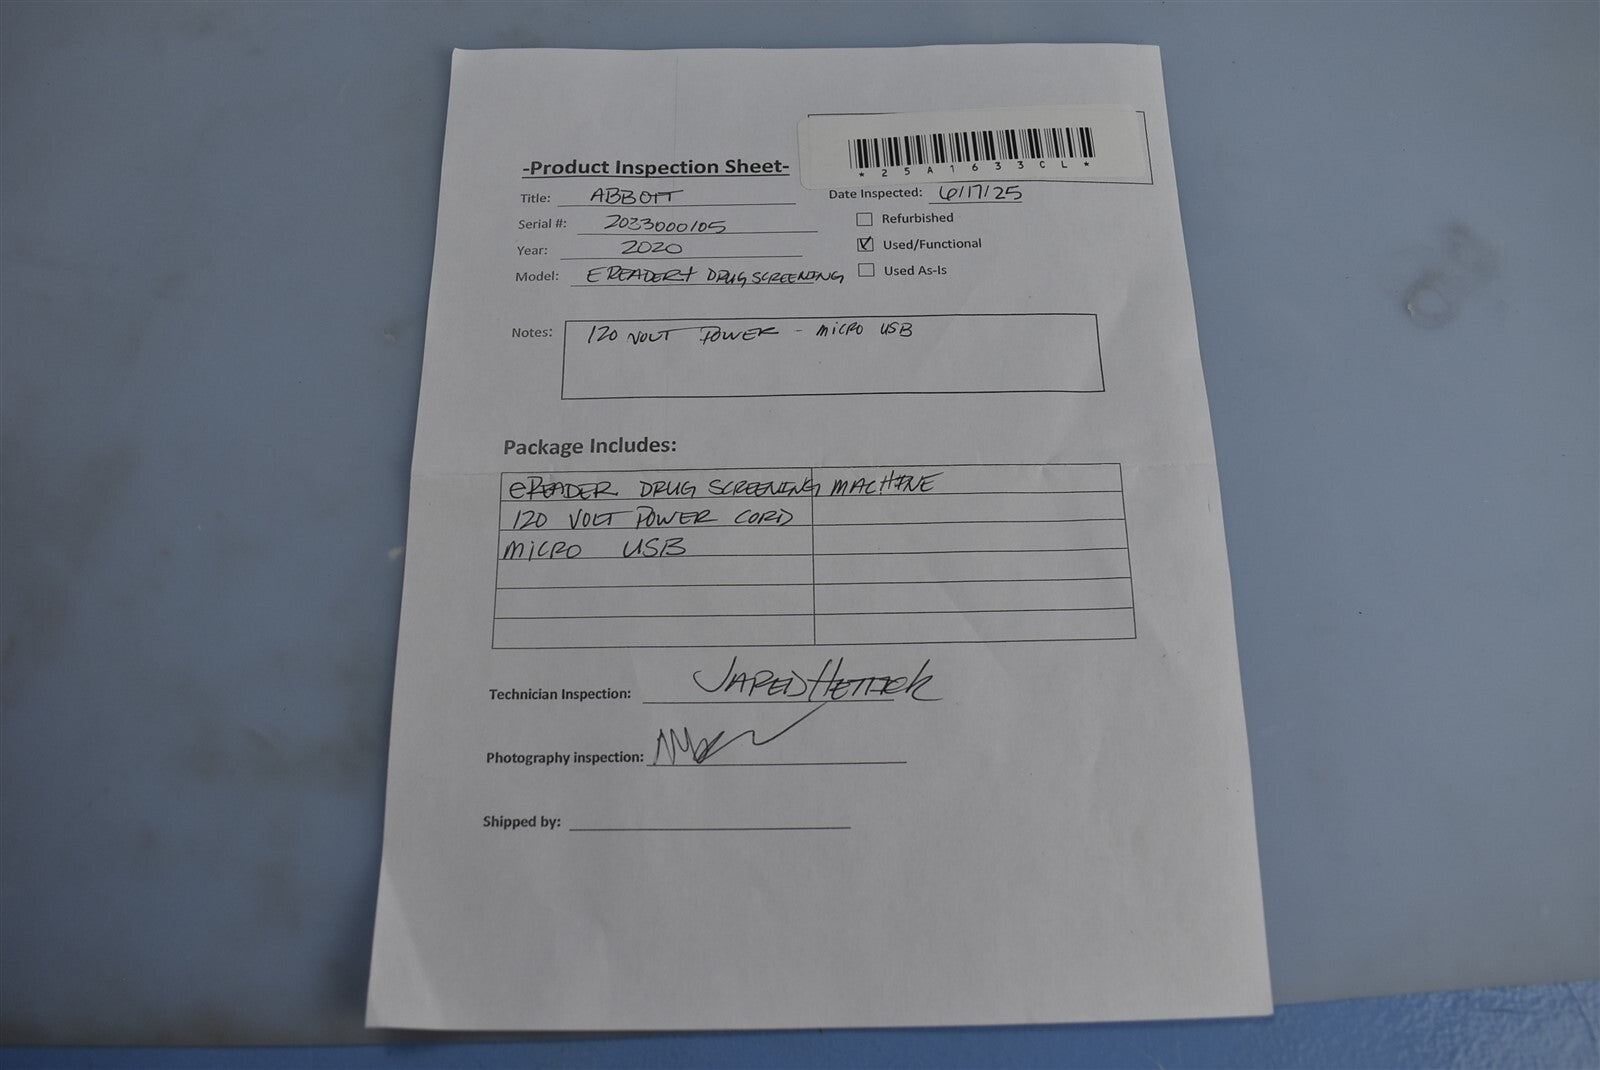 *25A1633CL*
-Product Inspection Sheet-
Title: ABBOTT
Date Inspected: 6/17/25
Serial #: 2033000105
Refurbished
Year: 2020
Used/Functional
Model: EREADER+ DRUG SCREENING
Used As-Is
Notes: 120 VOLT POWER - MICRO USB
Package Includes:
eREADER DRUG SCREENING MACHINE
120 VOLT POWER CORD
MICRO USB
Technician Inspection: JARED
Photography inspection:
Shipped by: